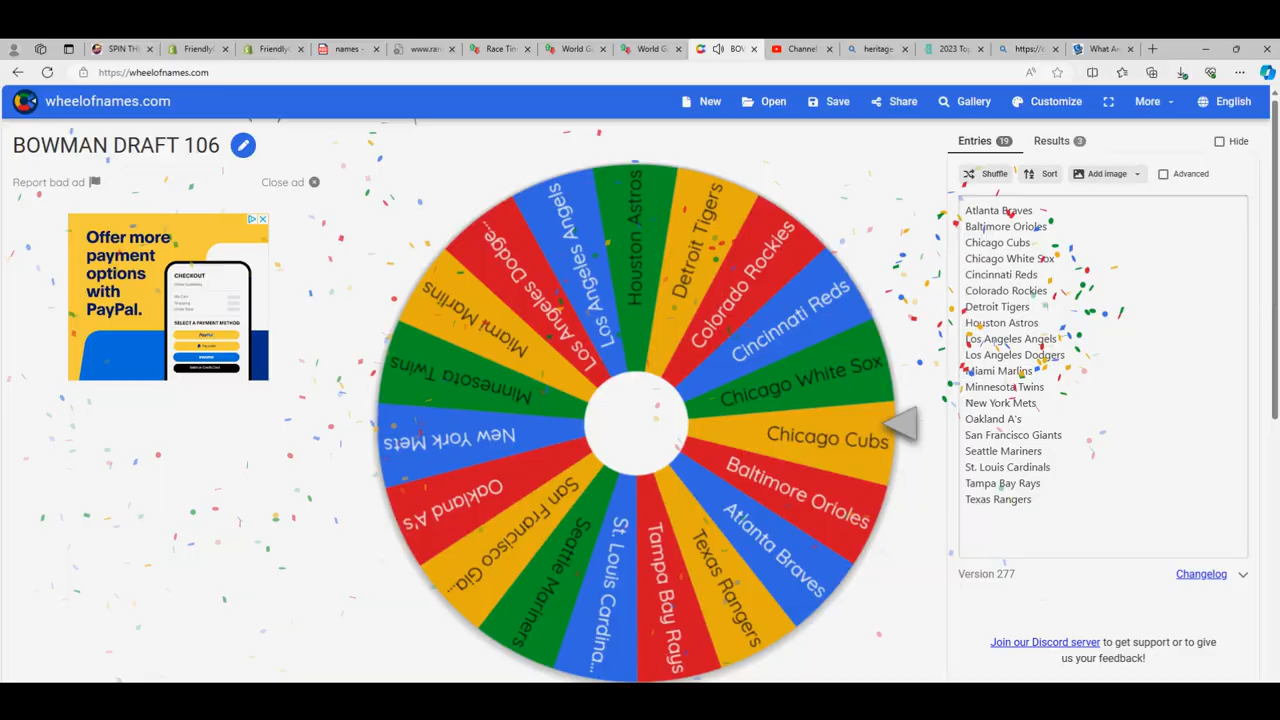 SPIN TH
FriendlyC
FriendlyC
names -
www.ran
Race Tin
World G
World G
BOW
Channel
heritage
2023 Top
https://
What Ar
https://wheelofnames.com
wheelofnames.com
New
Open
Save
Share
Gallery
Customize
More
English
BOWMAN DRAFT 106
Report bad ad
Close ad
Offer more
payment
options
with
PayPal.
CHECKOUT
SELECT A PAYMENT METHOD
Houston Astros
Detroit Tigers
Colorado Rockies
Cincinnati Reds
Chicago White Sox
Chicago Cubs
Baltimore Orioles
Atlanta Braves
Texas Rangers
Tampa Bay Rays
St. Louis Cardina...
Seattle Mariners
San Francisco Gia...
Oakland A's
New York Mets
Minnesota Twins
Miami Marlins
Los Angeles Dodge...
Los Angeles Angels
Entries 19
Results 3
Hide
Shuffle
Sort
Add image
Advanced
Atlanta Braves
Baltimore Orioles
Chicago Cubs
Chicago White Sox
Cincinnati Reds
Colorado Rockies
Detroit Tigers
Houston Astros
Los Angeles Angels
Los Angeles Dodgers
Miami Marlins
Minnesota Twins
New York Mets
Oakland A's
San Francisco Giants
Seattle Mariners
St. Louis Cardinals
Tampa Bay Rays
Texas Rangers
Version 277
Changelog
Join our Discord server to get support or to give
us your feedback!